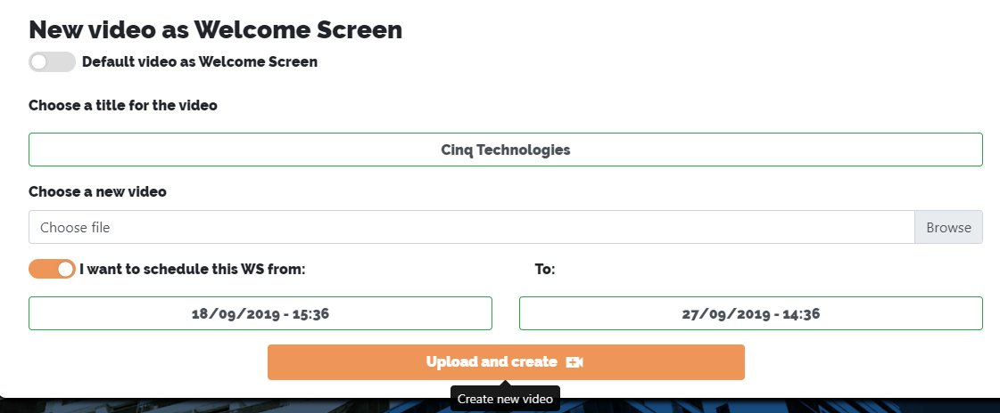 New video as Welcome Screen
Default video as Welcome Screen
Choose a title for the video
Cinq Technologies
Choose a new video
Choose file Browse
I want to schedule this WS from: To:
18/09/2019 - 15:36 27/09/2019 - 14:36
Upload and create
Create new video